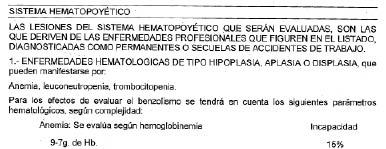 SISTEMA HEMATOPOYÉTICO
LAS LESIONES DEL SISTEMA HEMATOPOYÉTICO QUE SERÁN EVALUADAS, SON LAS
QUE DERIVEN DE LAS ENFERMEDADES PROFESIONALES QUE FIGUREN EN EL LISTADO,
DIAGNOSTICADAS COMO PERMANENTES O SECUELAS DE ACCIDENTES DE TRABAJO.
1.- ENFERMEDADES HEMATOLOGICAS DE TIPO HIPOPLASIA, APLASIA O DISPLASIA, que
pueden manifestarse por:
Anemia, leuconeutropenia, trombocitopenia.
Para los efectos de evaluar el benzolismo se tendrá en cuenta los siguientes parámetros
hematológicos, según complejidad:
Anemia: Se evalúa según hemoglobinemia Incapacidad
9-7g. de Hb. 15%